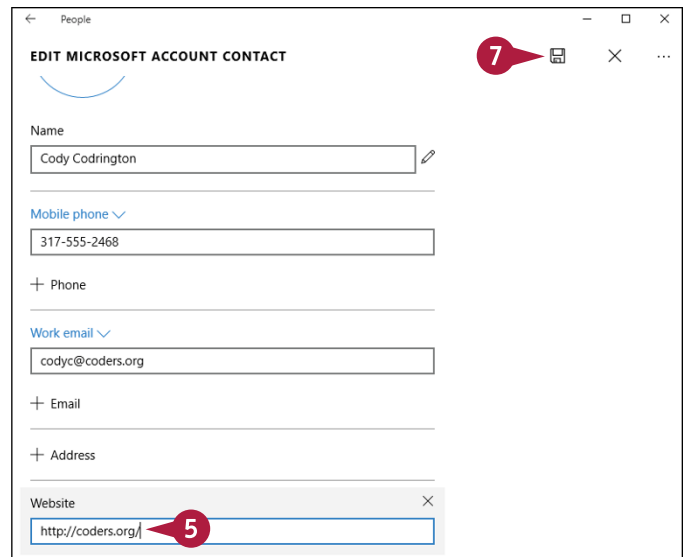 People
EDIT MICROSOFT ACCOUNT CONTACT
7
Name
Cody Codrington
Mobile phone
317-555-2468
+ Phone
Work email
codyc@coders.org
+ Email
+ Address
Website
http://coders.org/
5